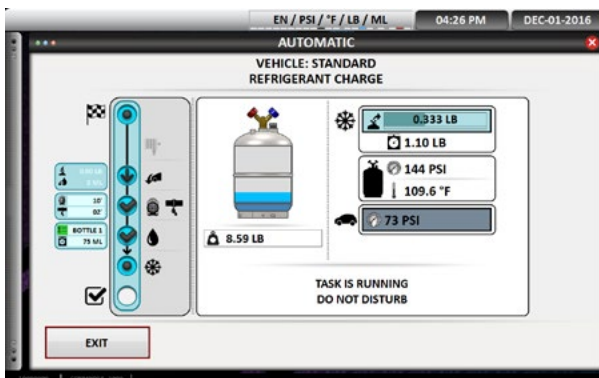 EN / PSI / °F / LB / ML
04:26 PM
DEC-01-2016
AUTOMATIC
VEHICLE: STANDARD
REFRIGERANT CHARGE
10'
02'
BOTTLE 1
75 ML
8.59 LB
0.333 LB
1.10 LB
144 PSI
109.6 °F
73 PSI
TASK IS RUNNING
DO NOT DISTURB
EXIT